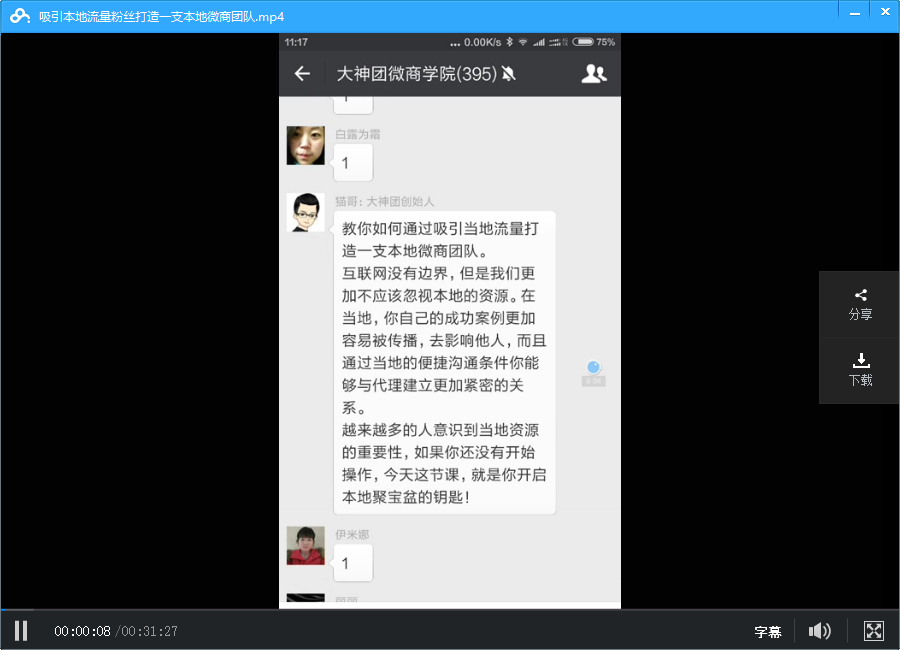 吸引本地流量粉丝打造一支本地微商团队.mp4
11:17
... 0.00K/s
75%
大神团微商学院(395)
1
白露为霜
1
猫哥：大神团创始人
教你如何通过吸引当地流量打
造一支本地微商团队。
互联网没有边界，但是我们更
加不应该忽视本地的资源。在
当地，你自己的成功案例更加
容易被传播，去影响他人，而且
通过当地的便捷沟通条件你能
够与代理建立更加紧密的关
系。
越来越多的人意识到当地资源
的重要性，如果你还没有开始
操作，今天这节课，就是你开启
本地聚宝盆的钥匙！
伊米娜
1
分享
下载
00:00:08 /00:31:27
字幕